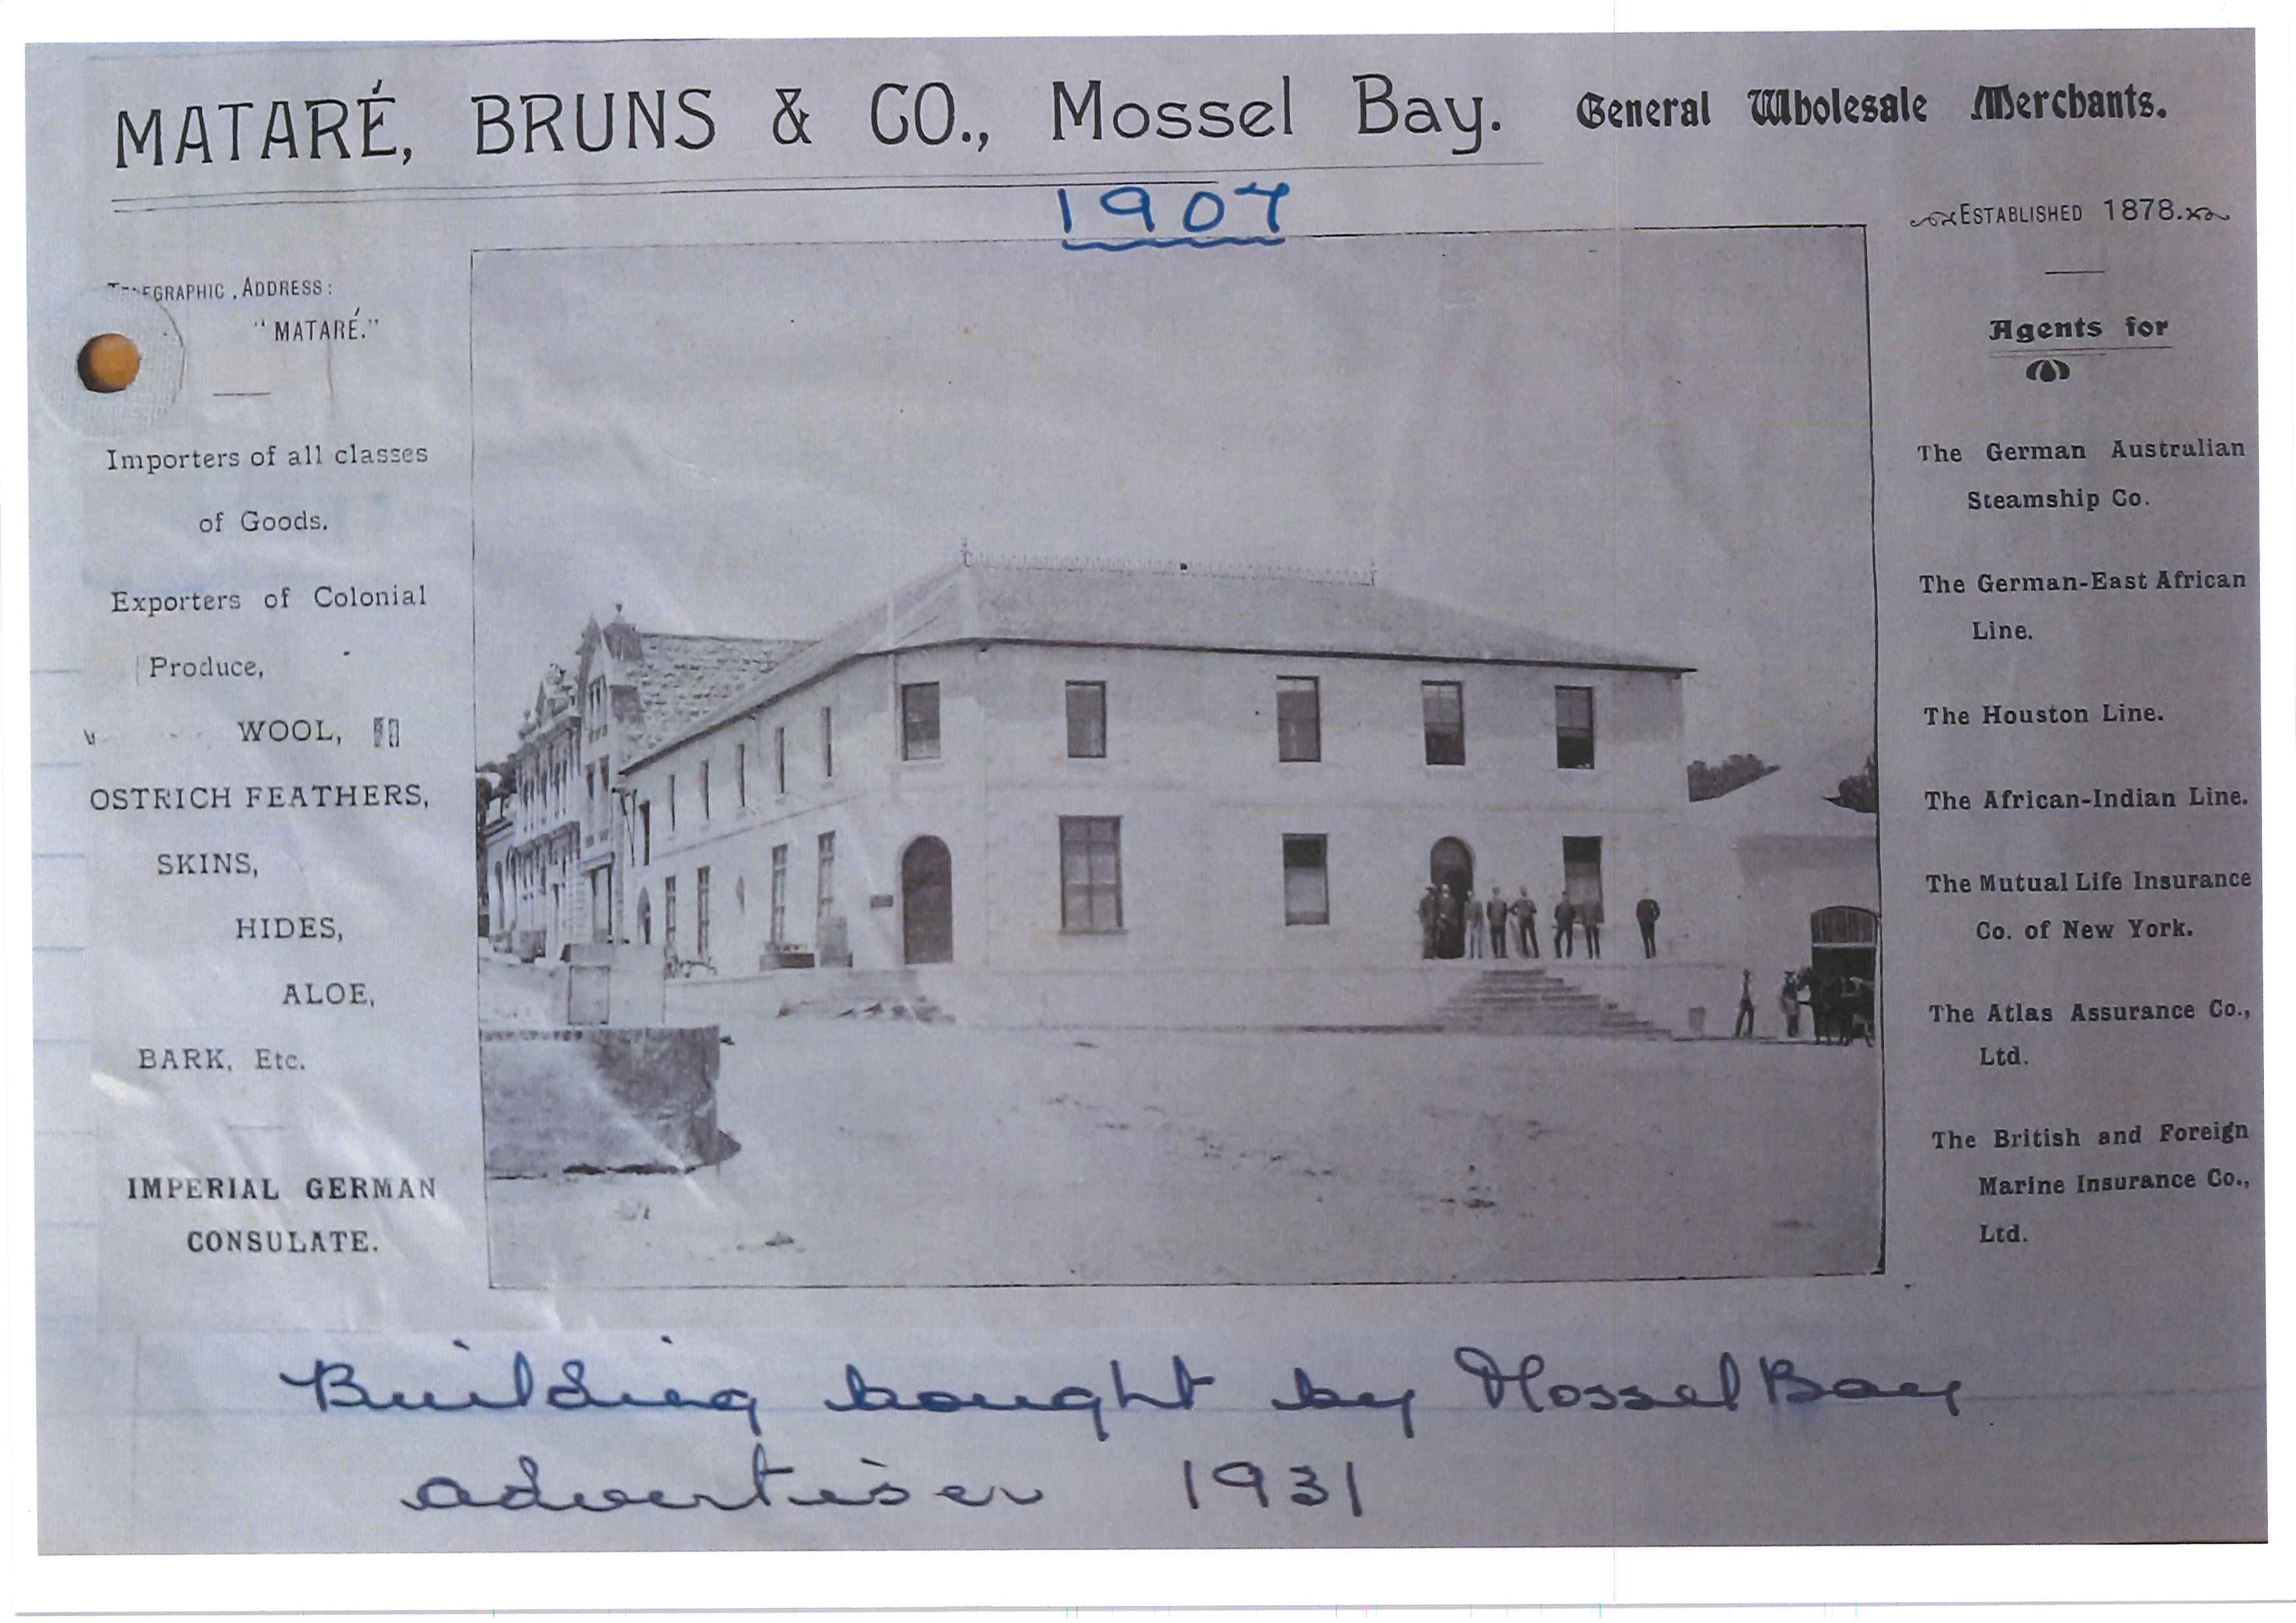 MATARÉ, BRUNS & CO., Mossel Bay. General Wholesale Merchants.
1907
TELEGRAPHIC ADDRESS:
"MATARÉ."
Importers of all classes
of Goods.
Exporters of Colonial
Produce,
WOOL,
OSTRICH FEATHERS,
SKINS,
HIDES,
ALOE,
BARK, Etc.
IMPERIAL GERMAN
CONSULATE.
ESTABLISHED 1878.
Agents for
The German Australian
Steamship Co.
The German-East African
Line.
The Houston Line.
The African-Indian Line.
The Mutual Life Insurance
Co. of New York.
The Atlas Assurance Co.,
Ltd.
The British and Foreign
Marine Insurance Co.,
Ltd.
Building bought by Mossel Bay
advertiser 1931